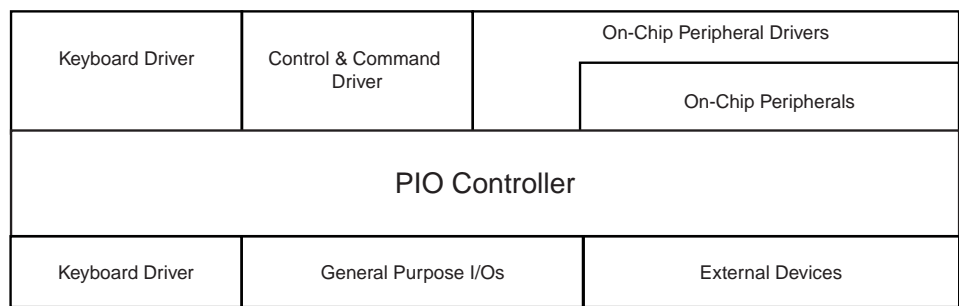 Keyboard Driver
Control & Command
Driver
On-Chip Peripheral Drivers
On-Chip Peripherals
PIO Controller
Keyboard Driver
General Purpose I/Os
External Devices